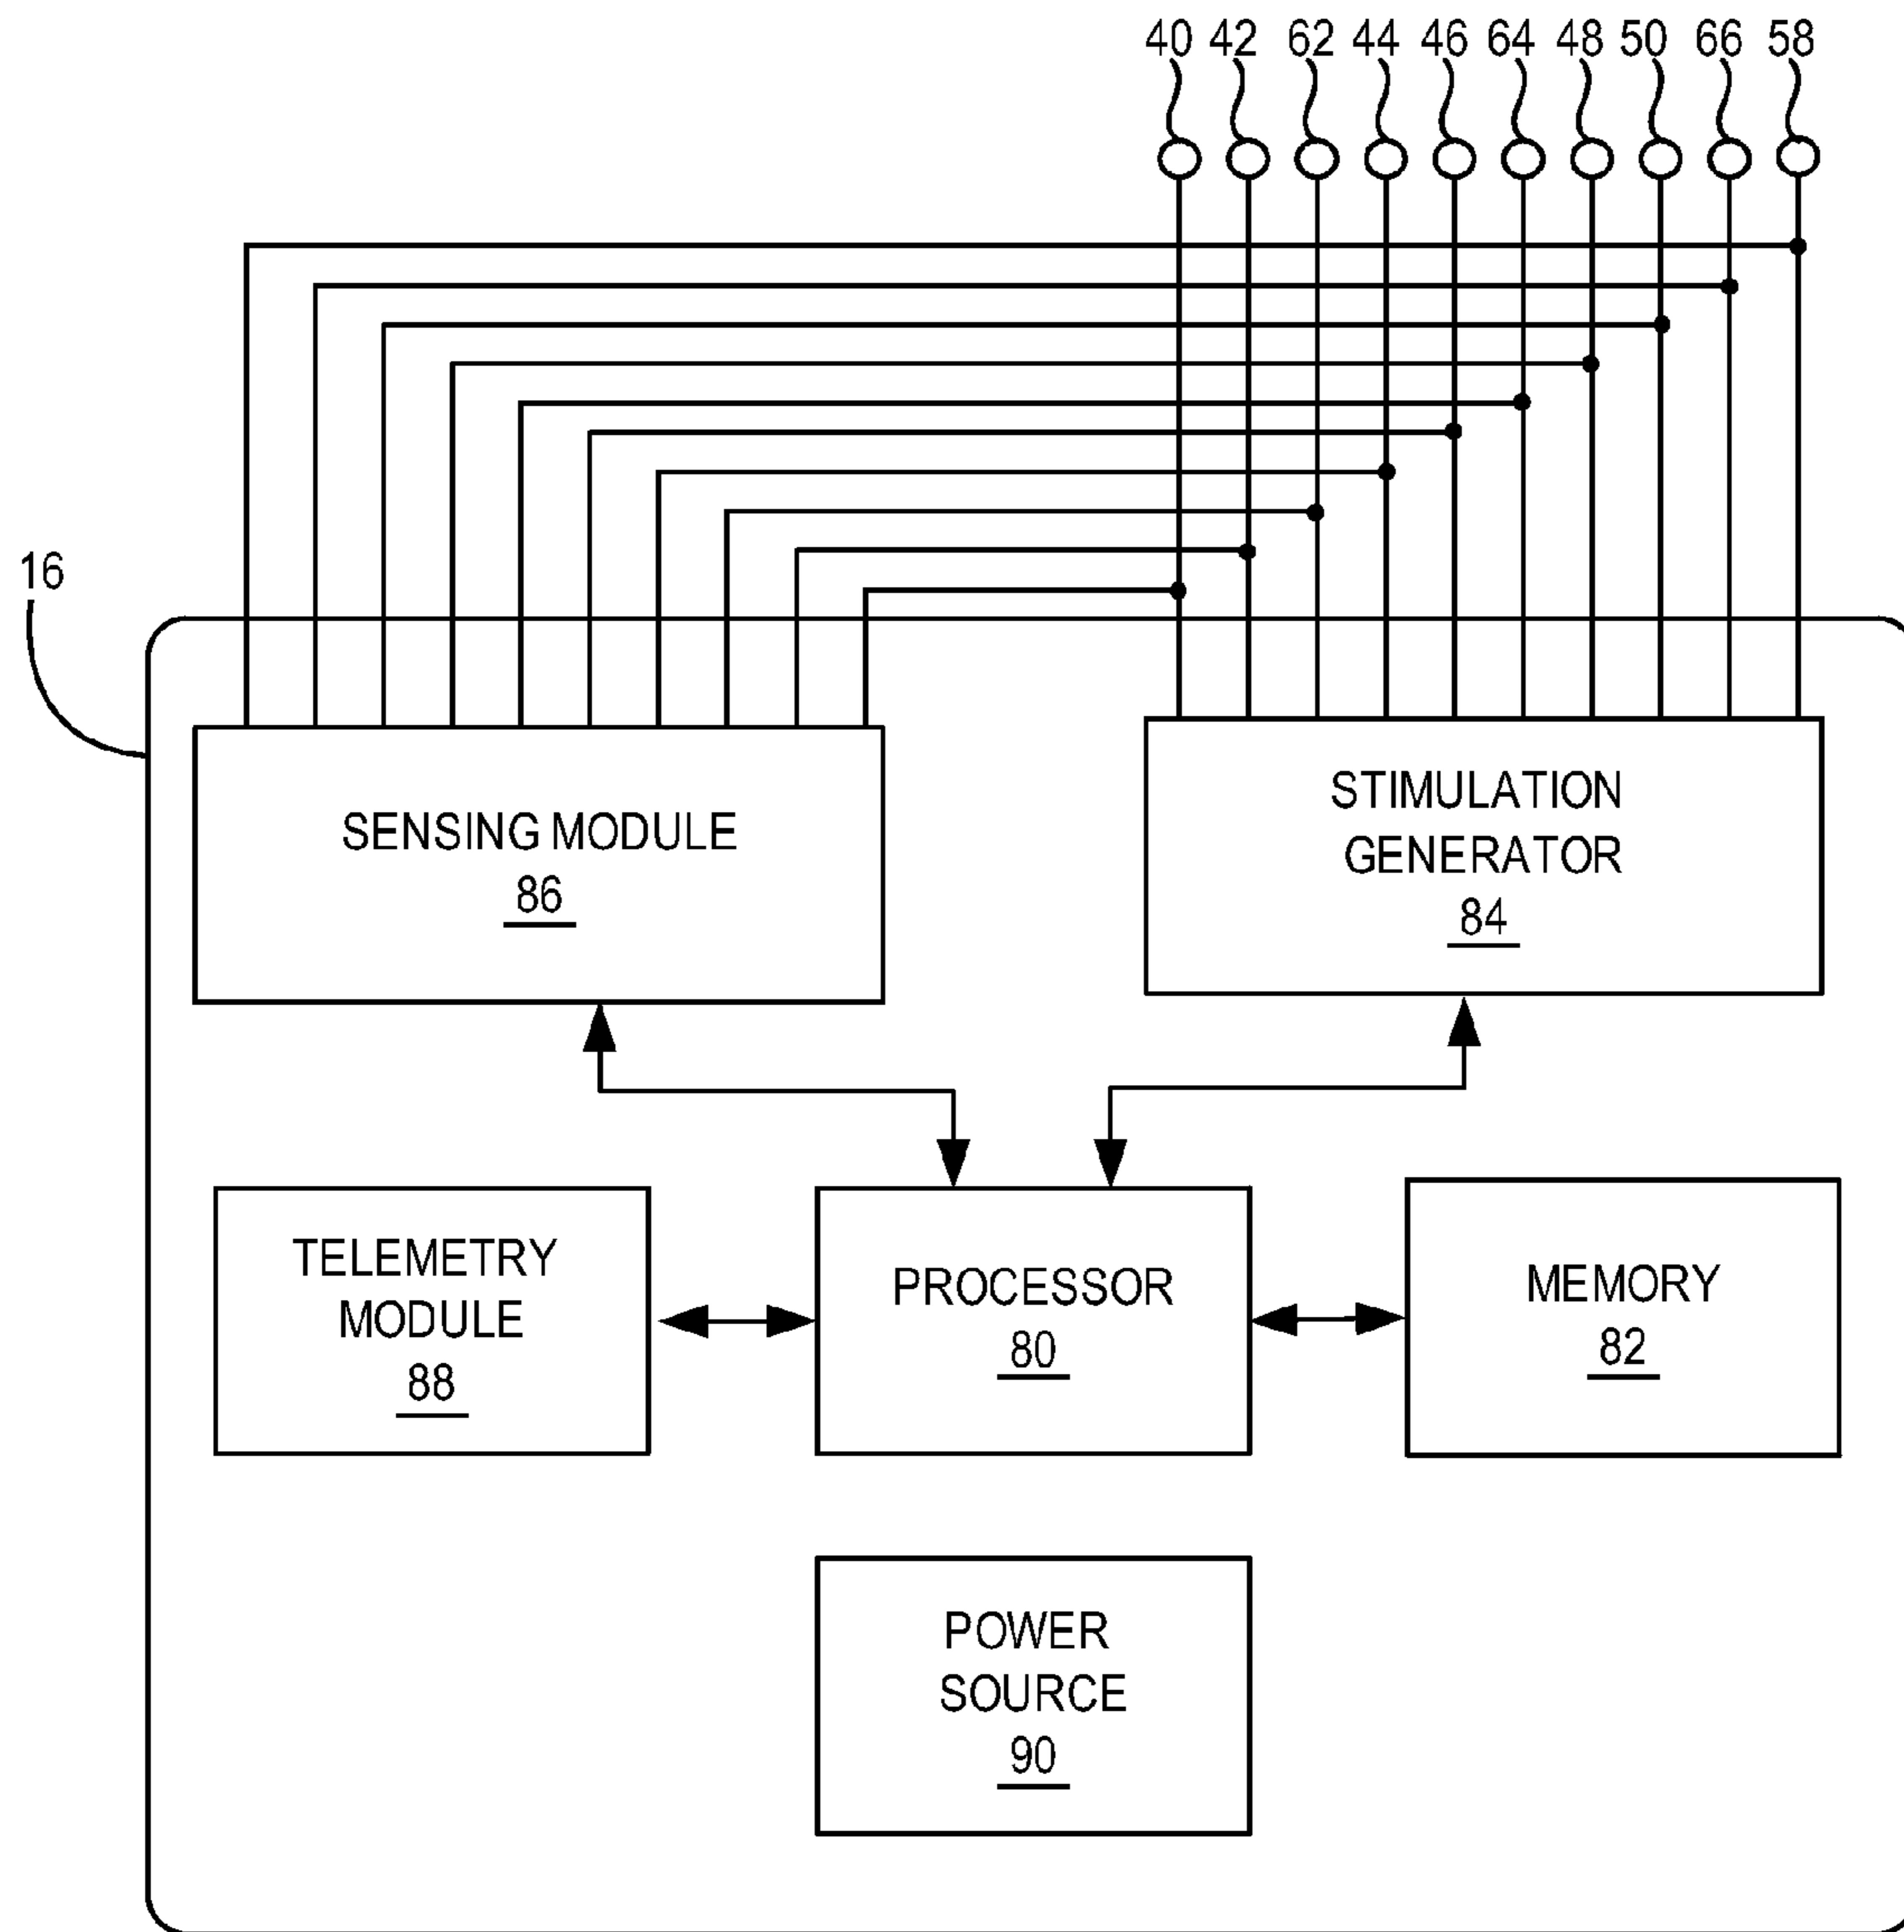 40 42 62 44 46 64 48 50 66 58
16
SENSING MODULE
86
STIMULATION
GENERATOR
84
TELEMETRY
MODULE
88
PROCESSOR
80
MEMORY
82
POWER
SOURCE
90